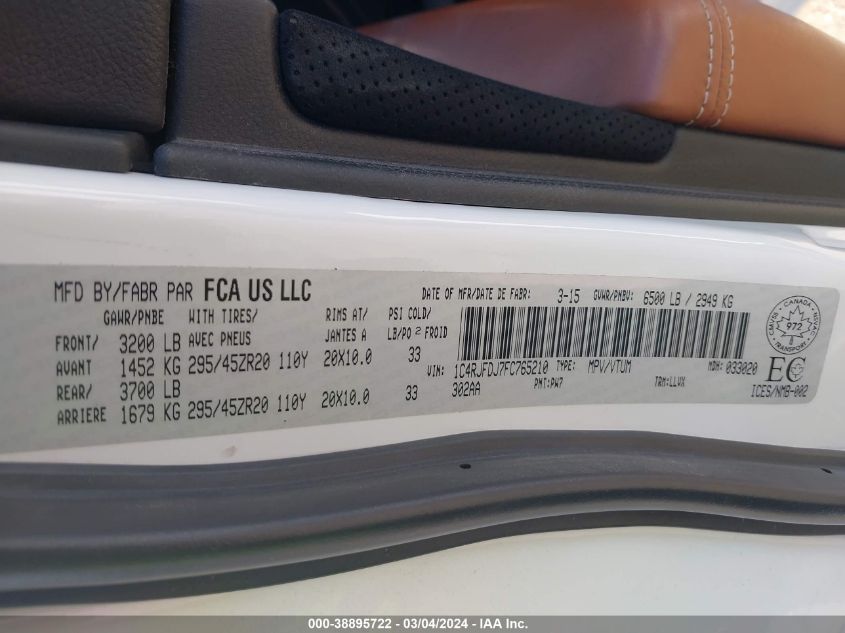 MFD BY/FABR PAR FCA US LLC
DATE OF MFR/DATE DE FABR: 3-15 GVWR/PNBV: 6500 LB / 2949 KG
GAWR/PNBE WITH TIRES/ RIMS AT/ PSI COLD/
AVEC PNEUS JANTES A LB/PO 2 FROID
FRONT/ 3200 LB
AVANT 1452 KG 295/45ZR20 110Y 20X10.0 33
REAR/ 3700 LB
ARRIERE 1679 KG 295/45ZR20 110Y 20X10.0 33
VIN: 1C4RJFDJ7FC765210 TYPE: MPV/VTUM MDH: 033020
302AA PNT:PW7 TRM:LLVX
CMVSS CANADA NSVAC
972
TRANSPORT
EC
ICES/NMB-002
000-38895722 - 03/04/2024 - IAA Inc.